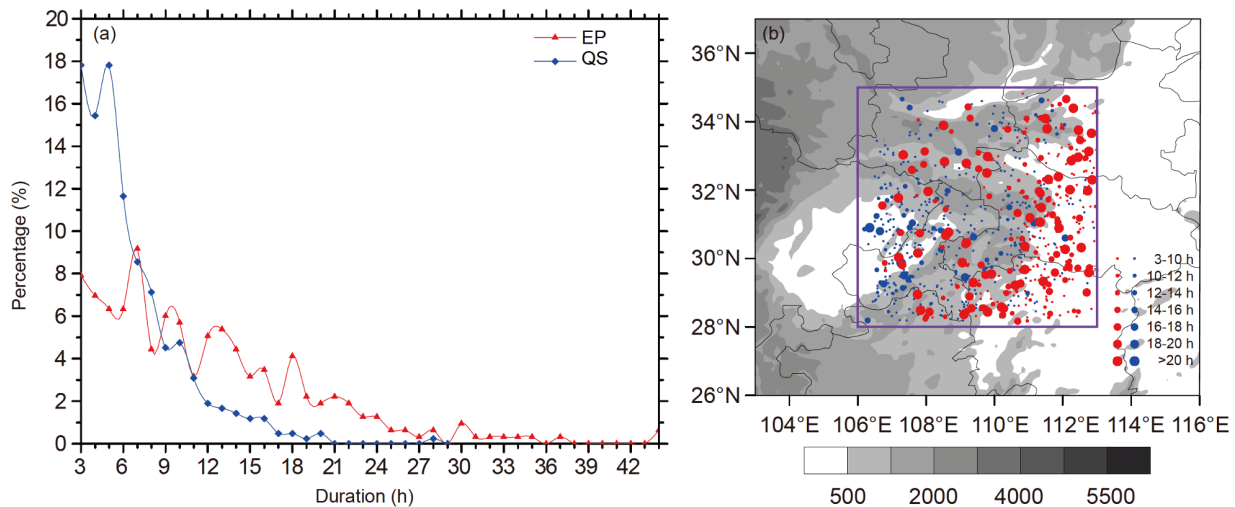 (a)
EP
QS
20
18
16
14
12
10
8
6
4
2
0
Percentage (%)
3 6 9 12 15 18 21 24 27 30 33 36 39 42
Duration (h)
(b)
36°N
34°N
32°N
30°N
28°N
26°N
3-10 h
10-12 h
12-14 h
14-16 h
16-18 h
18-20 h
>20 h
104°E 106°E 108°E 110°E 112°E 114°E 116°E
500 2000 4000 5500